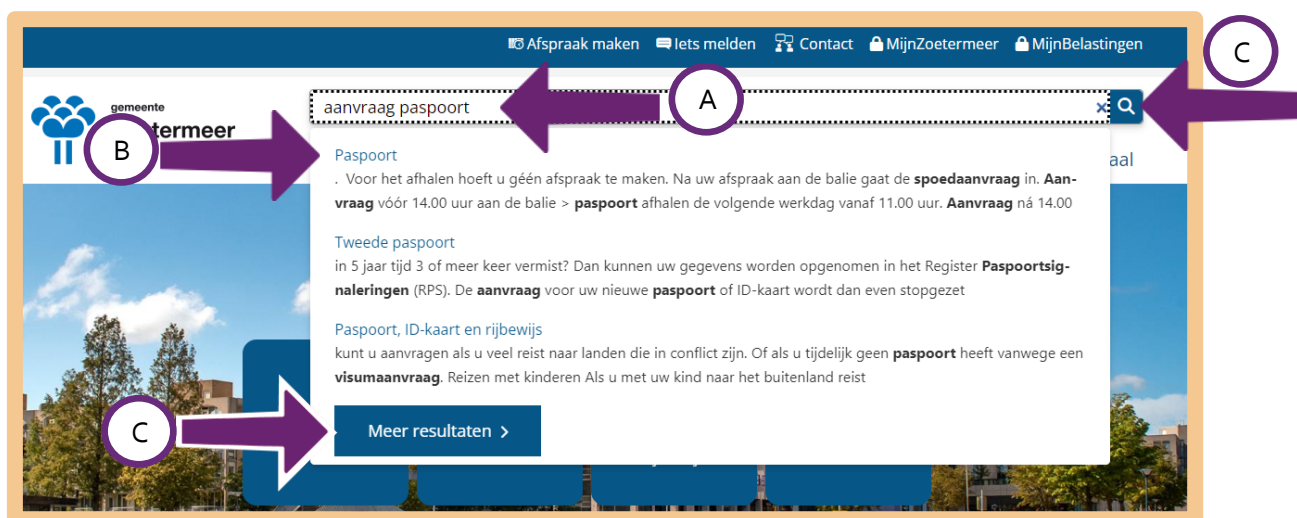 Afspraak maken Iets melden Contact MijnZoetermeer MijnBelastingen
C
gemeente
termeer
aanvraag paspoort
A
B
aal
Paspoort
. Voor het afhalen hoeft u géén afspraak te maken. Na uw afspraak aan de balie gaat de spoedaanvraag in. Aan-
vraag vóór 14.00 uur aan de balie > paspoort afhalen de volgende werkdag vanaf 11.00 uur. Aanvraag ná 14.00
Tweede paspoort
in 5 jaar tijd 3 of meer keer vermist? Dan kunnen uw gegevens worden opgenomen in het Register Paspoortsig-
naleringen (RPS). De aanvraag voor uw nieuwe paspoort of ID-kaart wordt dan even stopgezet
Paspoort, ID-kaart en rijbewijs
kunt u aanvragen als u veel reist naar landen die in conflict zijn. Of als u tijdelijk geen paspoort heeft vanwege een
visumaanvraag. Reizen met kinderen Als u met uw kind naar het buitenland reist
C
Meer resultaten >